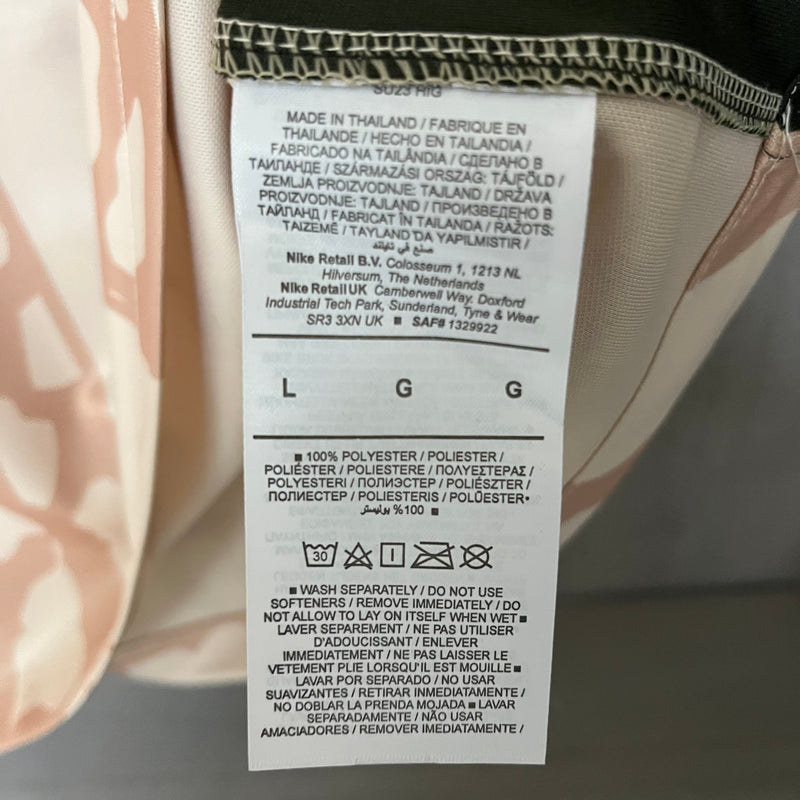 SU23 HIG
MADE IN THAILAND / FABRIQUE EN
THAILANDE / HECHO EN TAILANDIA /
FABRICADO NA TAILÂNDIA / СДЕЛАНО В
ТАИЛАНДЕ / SZÁRMAZÁSI ORSZÁG: TÁJFÖLD /
ZEMLJA PROIZVODNJE: TAJLAND / DRŽAVA
PROIZVODNJE: TAJLAND / ПРОИЗВЕДЕНО В
ТАЙЛАНД / FABRICAT ÎN TAILANDA / RAŽOTS:
TAIZEMĒ / TAYLAND'DA YAPILMISTIR /
صنع في تايلاند
Nike Retail B.V. Colosseum 1, 1213 NL
Hilversum, The Netherlands
Nike Retail UK Camberwell Way. Doxford
Industrial Tech Park, Sunderland, Tyne & Wear
SR3 3XN UK ■ SAF# 1329922
L G G
■ 100% POLYESTER / POLIESTER /
POLIÉSTER / POLIESTERE / ΠΟΛΥΕΣΤΕΡΑΣ /
POLYESTERI / ПОЛИЭСТЕР / POLIÉSZTER /
ПОЛИЕСТЕР / POLIESTERIS / POLÜESTER•
100% بوليستر ■
30
■ WASH SEPARATELY / DO NOT USE
SOFTENERS / REMOVE IMMEDIATELY / DO
NOT ALLOW TO LAY ON ITSELF WHEN WET ■
LAVER SEPAREMENT / NE PAS UTILISER
D'ADOUCISSANT / ENLEVER
IMMEDIATEMENT / NE PAS LAISSER LE
VETEMENT PLIE LORSQU'IL EST MOUILLE ■
LAVAR POR SEPARADO / NO USAR
SUAVIZANTES / RETIRAR INMEDIATAMENTE /
NO DOBLAR LA PRENDA MOJADA ■ LAVAR
SEPARADAMENTE / NÃO USAR
AMACIADORES / REMOVER IMEDIATAMENTE /